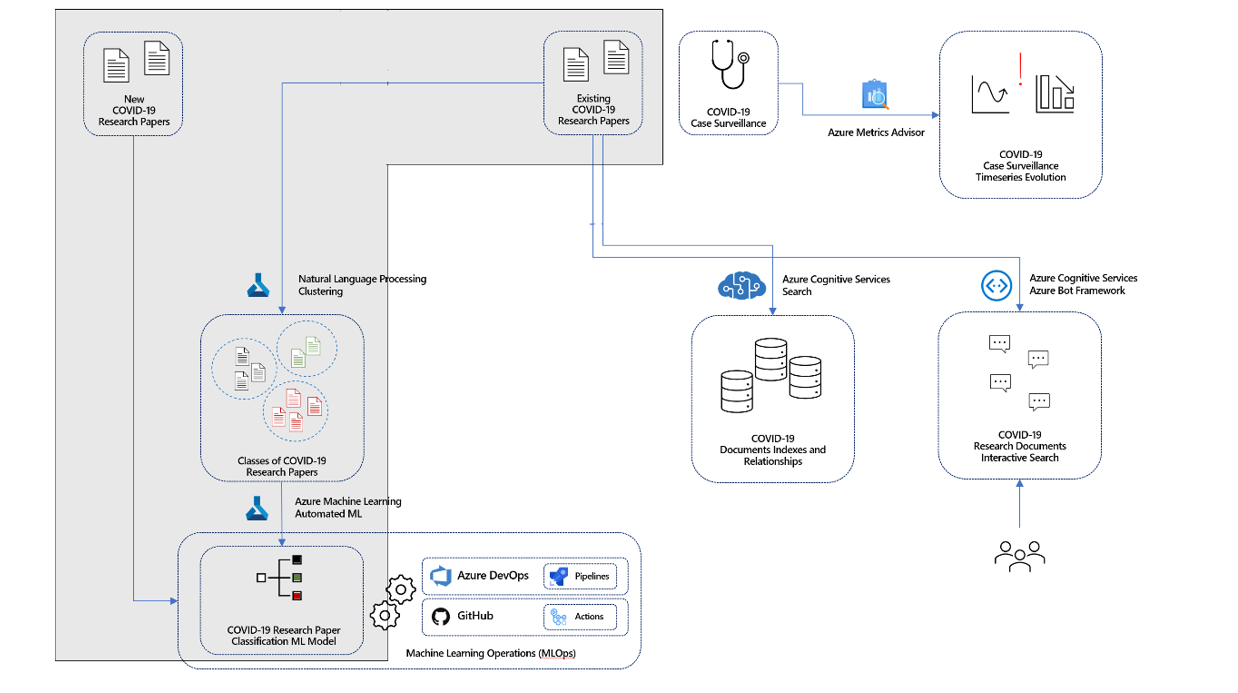 New
COVID-19
Research Papers
Existing
COVID-19
Research Papers
COVID-19
Case Surveillance
Azure Metrics Advisor
COVID-19
Case Surveillance
Timeseries Evolution
Natural Language Processing
Clustering
Azure Cognitive Services
Search
Azure Cognitive Services
Azure Bot Framework
Classes of COVID-19
Research Papers
COVID-19
Documents Indexes and
Relationships
COVID-19
Research Documents
Interactive Search
Azure Machine Learning
Automated ML
COVID-19 Research Paper
Classification ML Model
Azure DevOps
Pipelines
GitHub
Actions
Machine Learning Operations (MLOps)